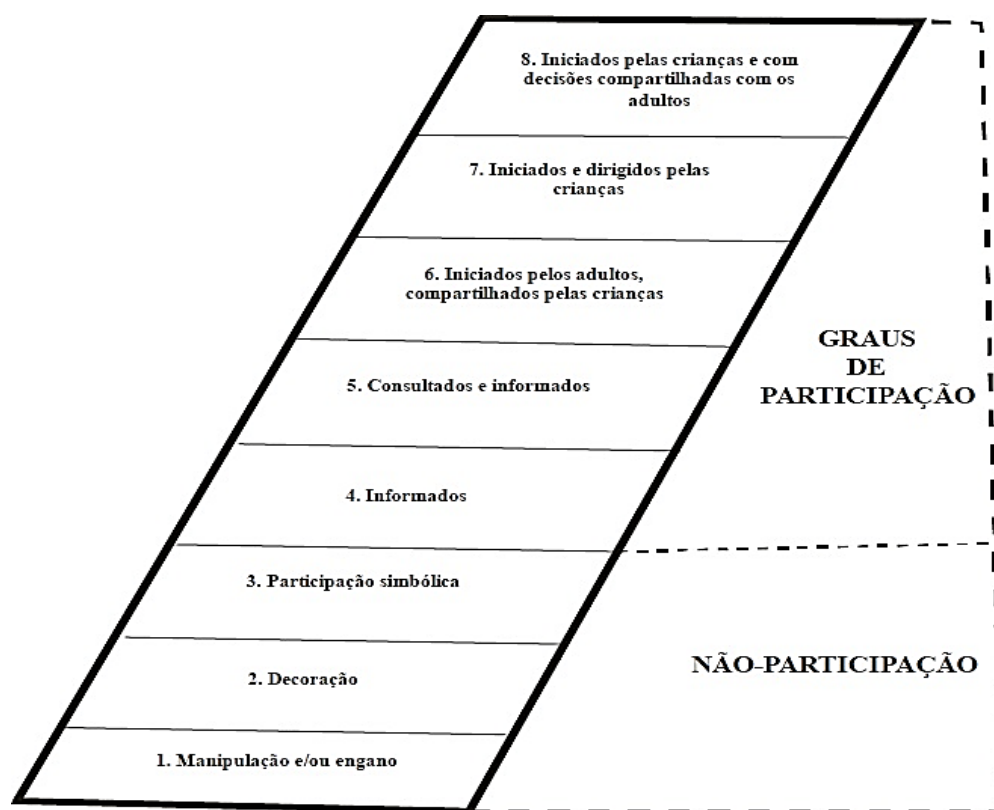 8. Iniciados pelas crianças e com
decisões compartilhadas com os
adultos
7. Iniciados e dirigidos pelas
crianças
6. Iniciados pelos adultos,
compartilhados pelas crianças
GRAUS
DE
PARTICIPAÇÃO
5. Consultados e informados
4. Informados
3. Participação simbólica
NÃO-PARTICIPAÇÃO
2. Decoração
1. Manipulação e/ou engano